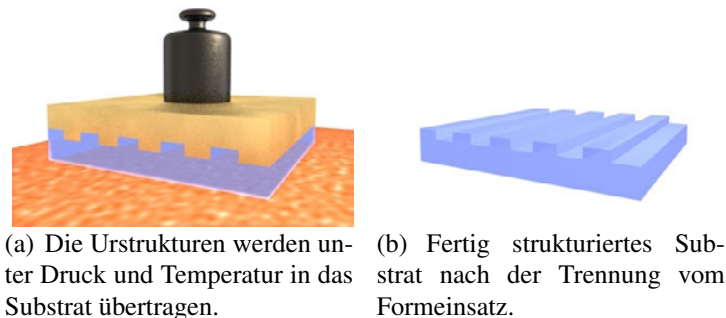 (a) Die Urstrukturen werden un-
ter Druck und Temperatur in das
Substrat übertragen.
(b) Fertig strukturiertes Sub-
strat nach der Trennung vom
Formeinsatz.